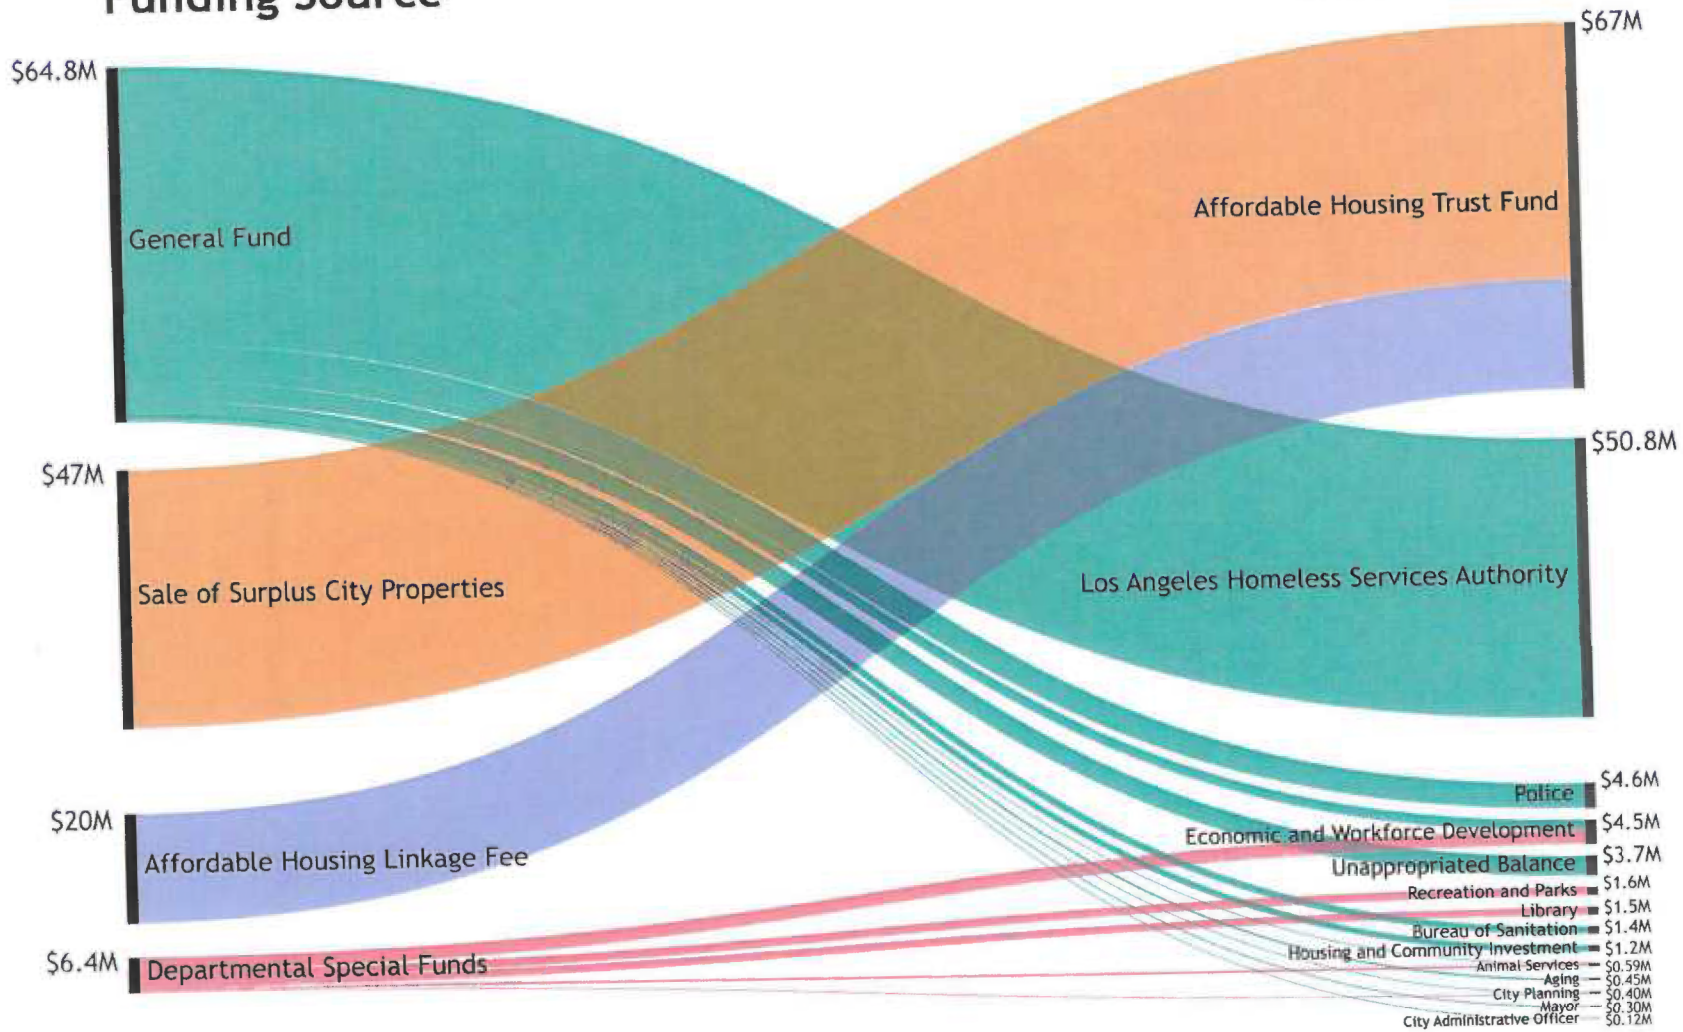 Funding Source
$64.8M
General Fund
$47M
Sale of Surplus City Properties
$20M
Affordable Housing Linkage Fee
$6.4M
Departmental Special Funds
$67M
Affordable Housing Trust Fund
$50.8M
Los Angeles Homeless Services Authority
$4.6M
Police
$4.5M
Economic and Workforce Development
$3.7M
Unappropriated Balance
$1.6M
Recreation and Parks
$1.5M
Library
$1.4M
Bureau of Sanitation
$1.2M
Housing and Community Investment
$0.59M
Animal Services
$0.45M
Aging
$0.40M
City Planning
$0.30M
Mayor
$0.12M
City Administrative Officer